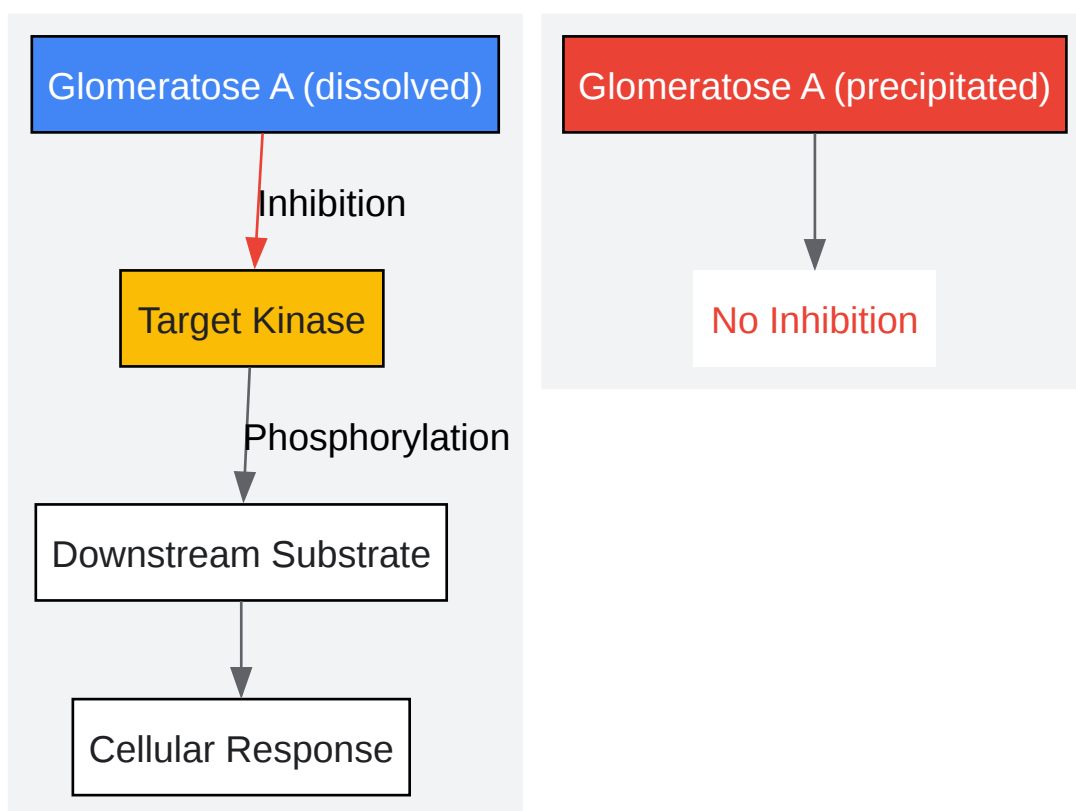 Glomeratose A (dissolved)
Inhibition
Target Kinase
Phosphorylation
Downstream Substrate
Cellular Response
Glomeratose A (precipitated)
No Inhibition